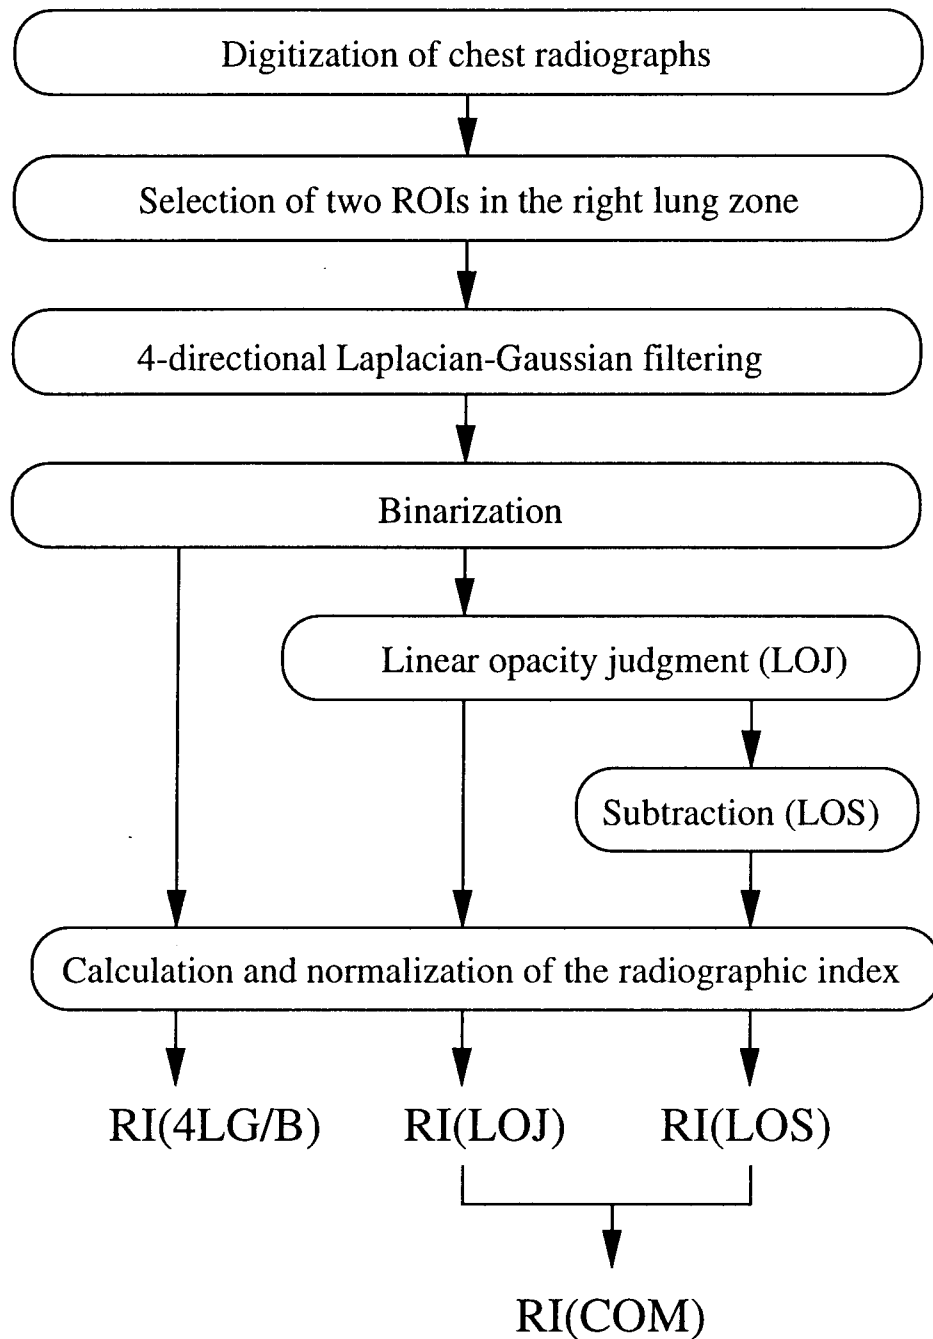 Digitization of chest radiographs
Selection of two ROIs in the right lung zone
4-directional Laplacian-Gaussian filtering
Binarization
Linear opacity judgment (LOJ)
Subtraction (LOS)
Calculation and normalization of the radiographic index
RI(4LG/B) RI(LOJ) RI(LOS)
RI(COM)